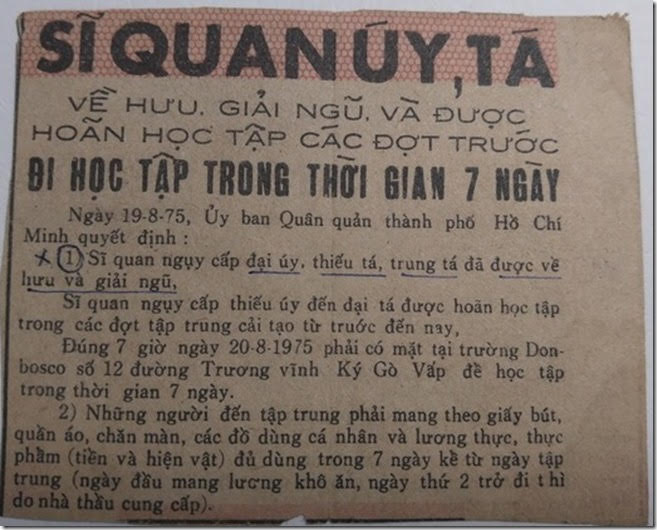 SĨ QUAN ÚY, TÁ
VỀ HƯU, GIẢI NGŨ, VÀ ĐƯỢC
HOÃN HỌC TẬP CÁC ĐỢT TRƯỚC
ĐI HỌC TẬP TRONG THỜI GIAN 7 NGÀY
Ngày 19-8-75, Ủy ban Quân quản thành phố Hồ Chí
Minh quyết định :
1) Sĩ quan ngụy cấp đại úy, thiếu tá, trung tá đã được về
hưu và giải ngũ,
Sĩ quan ngụy cấp thiếu úy đến đại tá được hoãn học tập
trong các đợt tập trung cải tạo từ trước đến nay,
Đúng 7 giờ ngày 20-8-1975 phải có mặt tại trường Don-
bosco số 12 đường Trương vĩnh Ký Gò Vấp để học tập
trong thời gian 7 ngày.
2) Những người đến tập trung phải mang theo giấy bút,
quần áo, chăn màn, các đồ dùng cá nhân và lương thực, thực
phẩm (tiền và hiện vật) đủ dùng trong 7 ngày kể từ ngày tập
trung (ngày đầu mang lương khô ăn, ngày thứ 2 trở đi thì
do nhà thầu cung cấp).